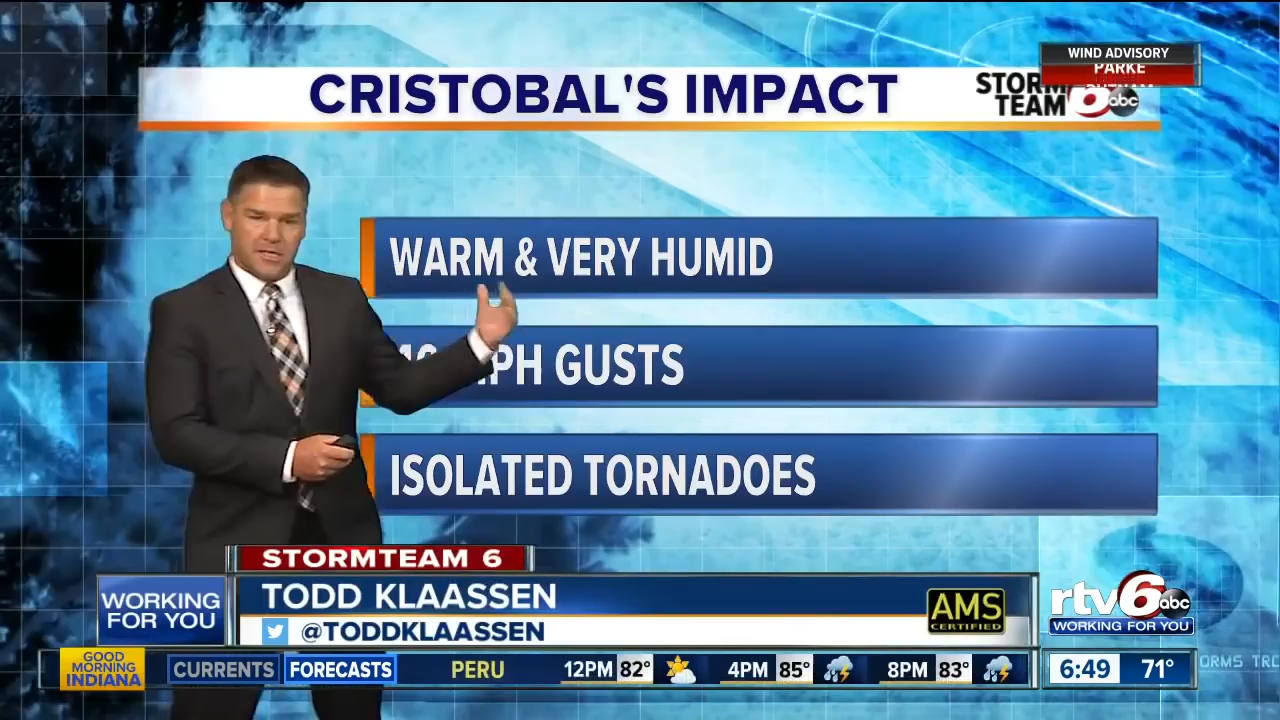 WIND ADVISORY
PARKE
CRISTOBAL'S IMPACT
STORM
TEAM 6 abc
WARM & VERY HUMID
GUSTS
ISOLATED TORNADOES
STORMTEAM 6
WORKING
FOR YOU
TODD KLAASSEN
@TODDKLAASSEN
AMS
CERTIFIED
rtv6 abc
WORKING FOR YOU
GOOD
MORNING
INDIANA
CURRENTS FORECASTS PERU 12PM 82° 4PM 85° 8PM 83° 6:49 71°